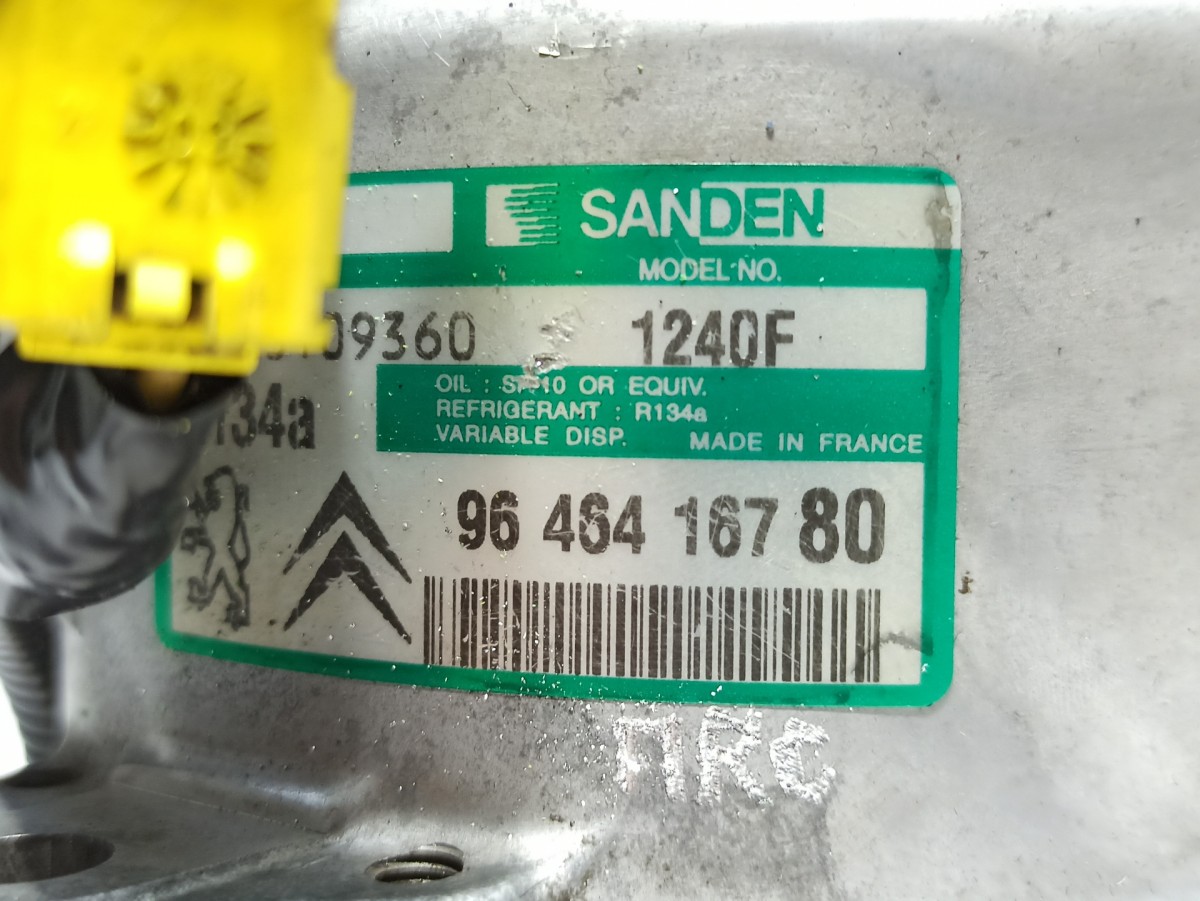 SANDEN
MODEL NO.
09360 1240F
OIL : SP10 OR EQUIV.
REFRIGERANT : R134a
134a
VARIABLE DISP. MADE IN FRANCE
96 464 167 80